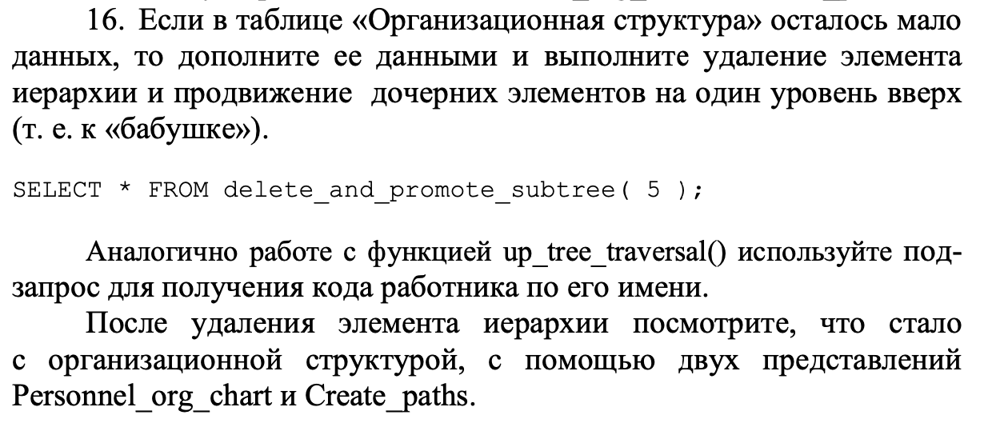 16. Если в таблице «Организационная структура» осталось мало
данных, то дополните ее данными и выполните удаление элемента
иерархии и продвижение дочерних элементов на один уровень вверх
(т. е. к «бабушке»).
SELECT * FROM delete_and_promote_subtree( 5 );
Аналогично работе с функцией up_tree_traversal() используйте под-
запрос для получения кода работника по его имени.
После удаления элемента иерархии посмотрите, что стало
с организационной структурой, с помощью двух представлений
Personnel_org_chart и Create_paths.